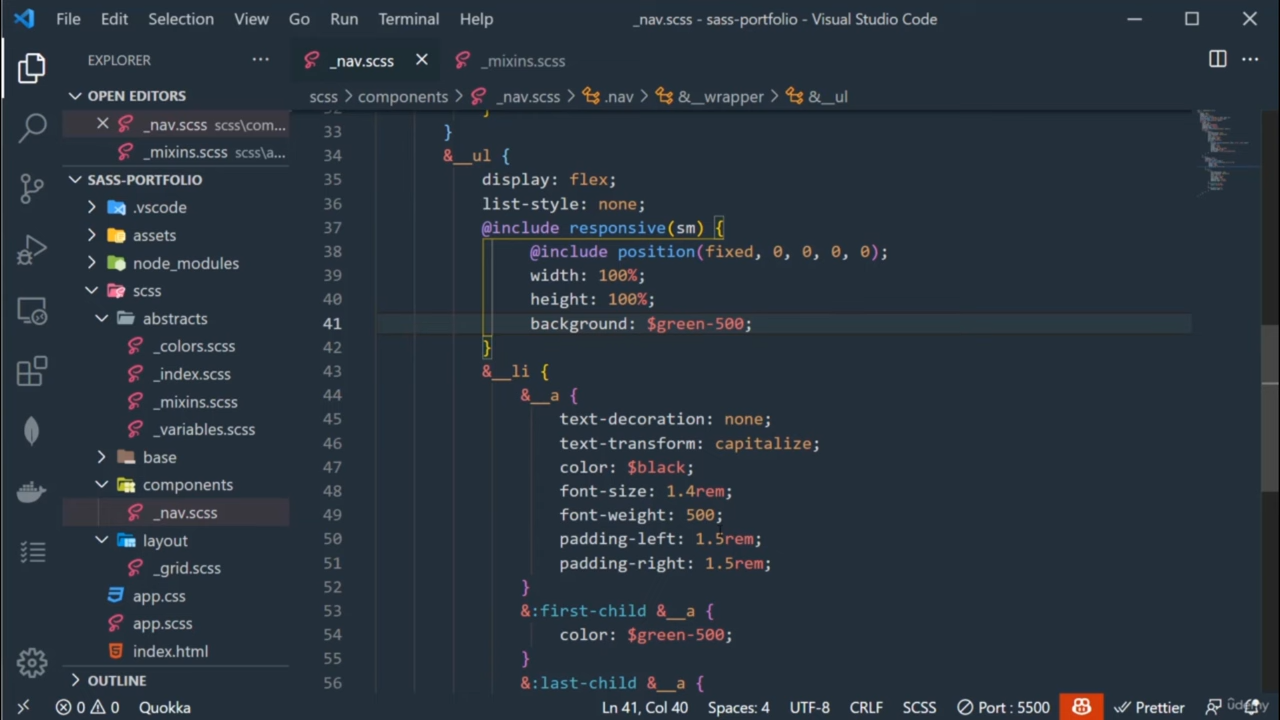 File Edit Selection View Go Run Terminal Help _nav.scss - sass-portfolio - Visual Studio Code
EXPLORER
_nav.scss _mixins.scss
OPEN EDITORS
_nav.scss scss\com...
_mixins.scss scss\a...
SASS-PORTFOLIO
.vscode
assets
node_modules
scss
abstracts
_colors.scss
_index.scss
_mixins.scss
_variables.scss
base
components
_nav.scss
layout
_grid.scss
app.css
app.scss
index.html
OUTLINE
scss > components > _nav.scss > .nav > &__wrapper > &__ul
33 }
34 &__ul {
35 display: flex;
36 list-style: none;
37 @include responsive(sm) {
38 @include position(fixed, 0, 0, 0, 0);
39 width: 100%;
40 height: 100%;
41 background: $green-500;
42 }
43 &__li {
44 &__a {
45 text-decoration: none;
46 text-transform: capitalize;
47 color: $black;
48 font-size: 1.4rem;
49 font-weight: 500;
50 padding-left: 1.5rem;
51 padding-right: 1.5rem;
52 }
53 &:first-child &__a {
54 color: $green-500;
55 }
56 &:last-child &__a {
0 0 Quokka Ln 41, Col 40 Spaces: 4 UTF-8 CRLF SCSS Port : 5500 Prettier
udemy